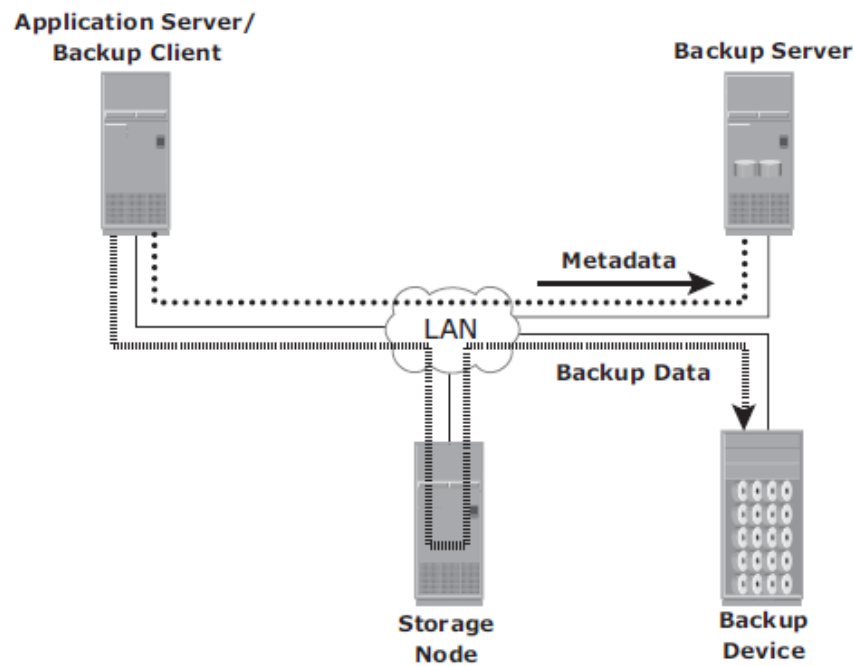 Application Server/
Backup Client
Backup Server
Metadata
LAN
Backup Data
Storage
Node
Backup
Device